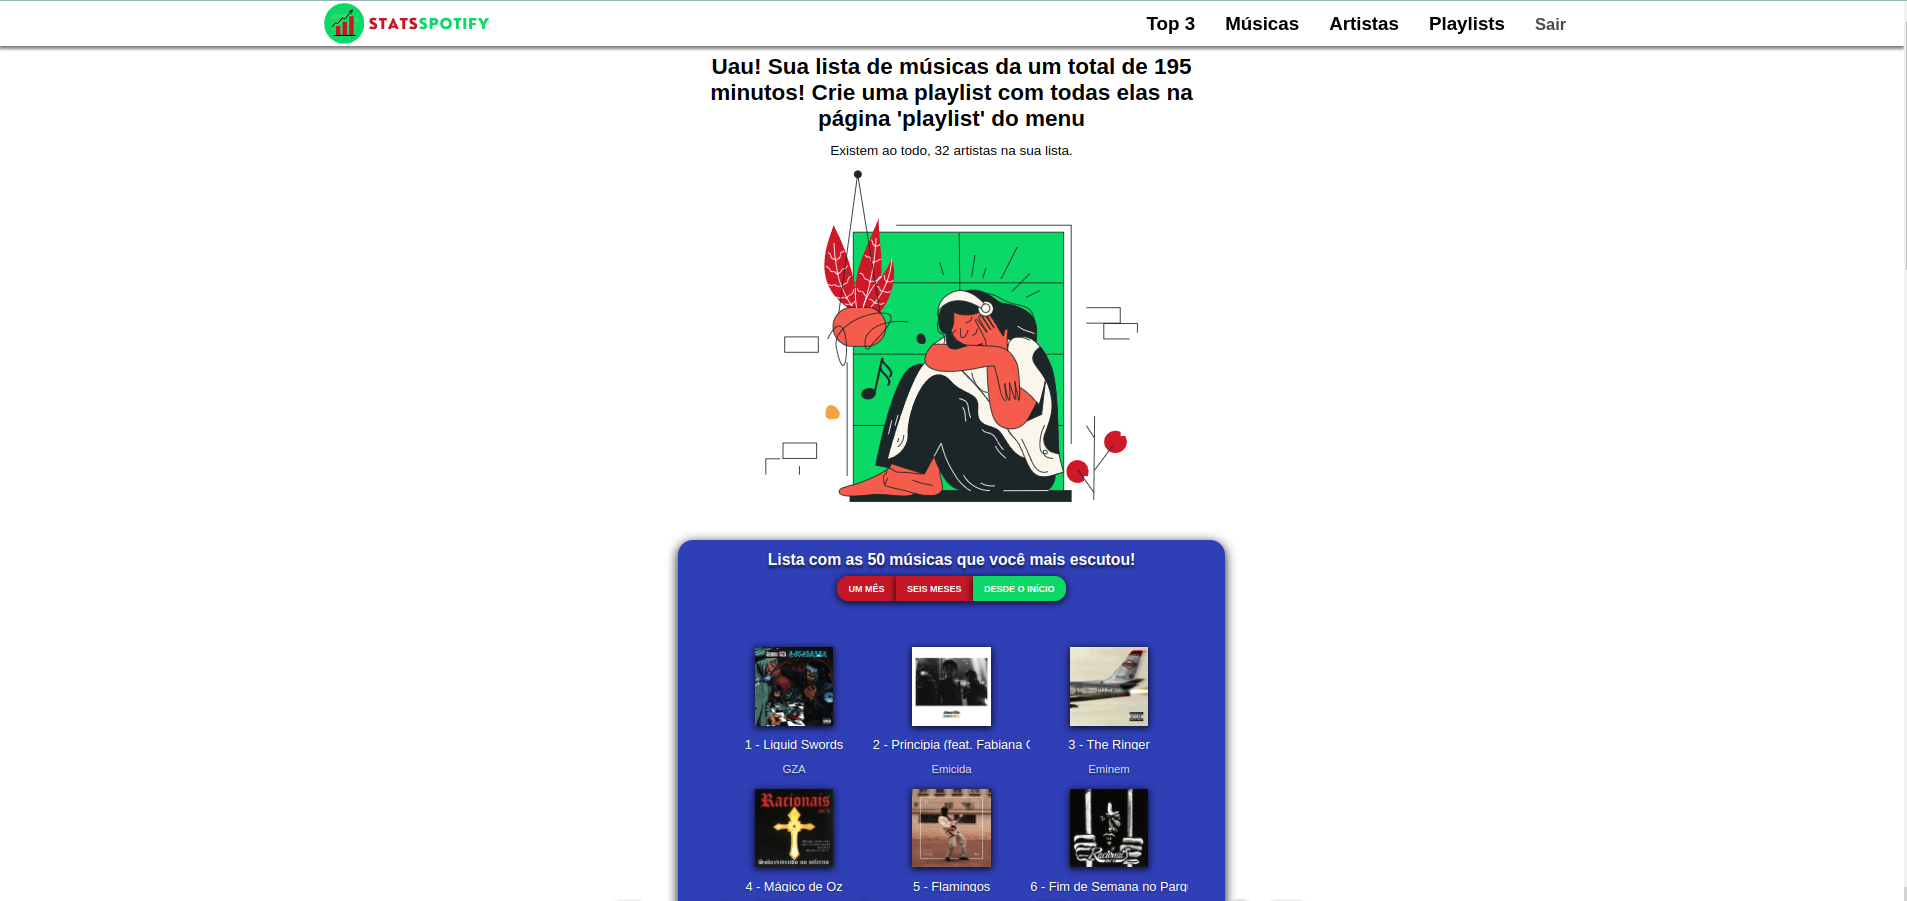 STATSSPOTIFY
Top 3 Músicas Artistas Playlists Sair
Uau! Sua lista de músicas da um total de 195
minutos! Crie uma playlist com todas elas na
página 'playlist' do menu
Existem ao todo, 32 artistas na sua lista.
Lista com as 50 músicas que você mais escutou!
UM MÊS SEIS MESES DESDE O INÍCIO
1 - Liquid Swords 2 - Principia (feat. Fabiana 3 - The Ringer
GZA Emicida Eminem
Racionais
Sobrevivendo no inferno
Racionais
4 - Mágico de Oz 5 - Flamingos 6 - Fim de Semana no Parq